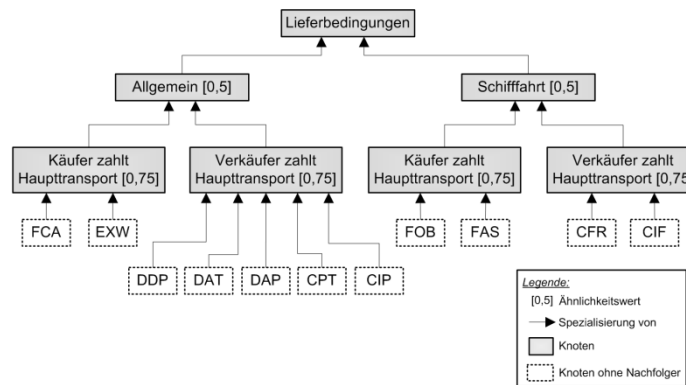 Lieferbedingungen
Allgemein [0,5]
Schifffahrt [0,5]
Käufer zahlt
Haupttransport [0,75]
Verkäufer zahlt
Haupttransport [0,75]
Käufer zahlt
Haupttransport [0,75]
Verkäufer zahlt
Haupttransport [0,75]
FCA
EXW
FOB
FAS
CFR
CIF
DDP
DAT
DAP
CPT
CIP
Legende:
[0,5] Ähnlichkeitswert
Spezialisierung von
Knoten
Knoten ohne Nachfolger